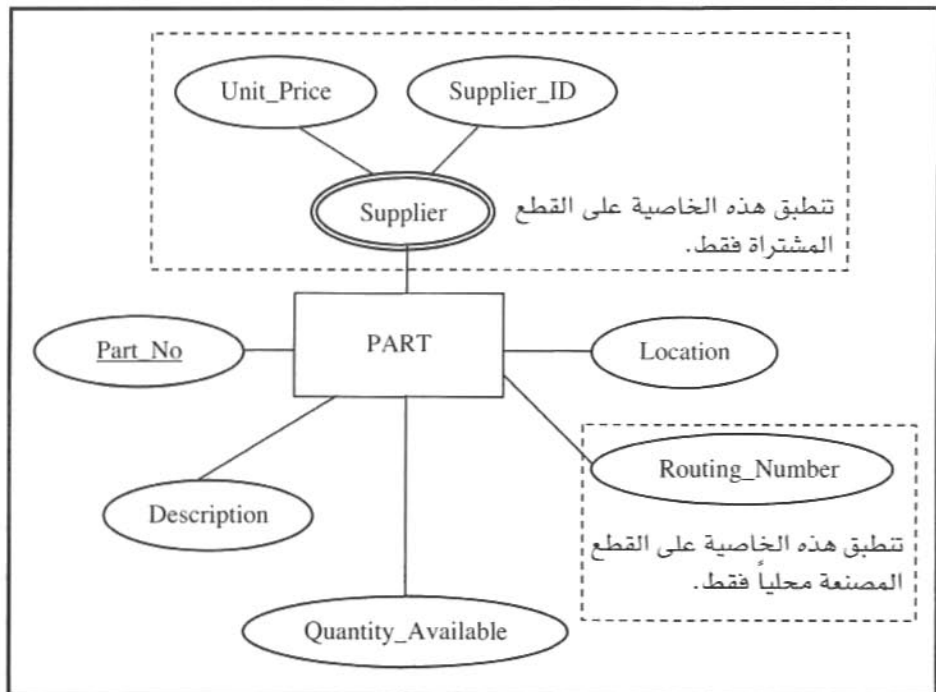 Unit_Price
Supplier_ID
Supplier
تنطبق هذه الخاصية على القطع
المشتراة فقط.
Part_No
PART
Location
Routing_Number
Description
تنطبق هذه الخاصية على القطع
المصنعة محلياً فقط.
Quantity_Available